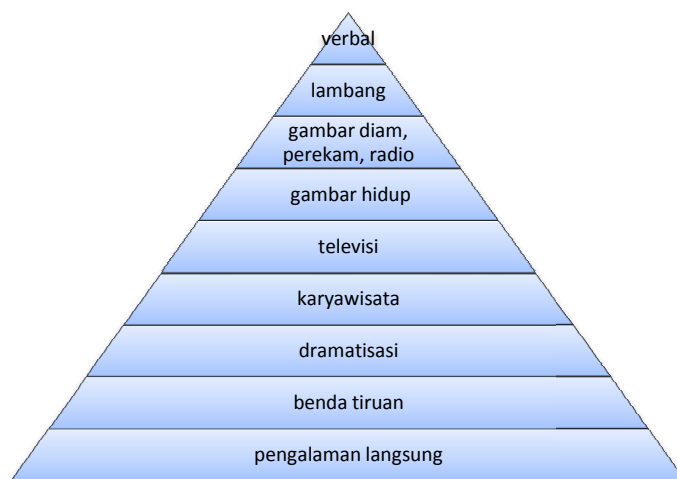 verbal
lambang
gambar diam,
perekam, radio
gambar hidup
televisi
karyawisata
dramatisasi
benda tiruan
pengalaman langsung